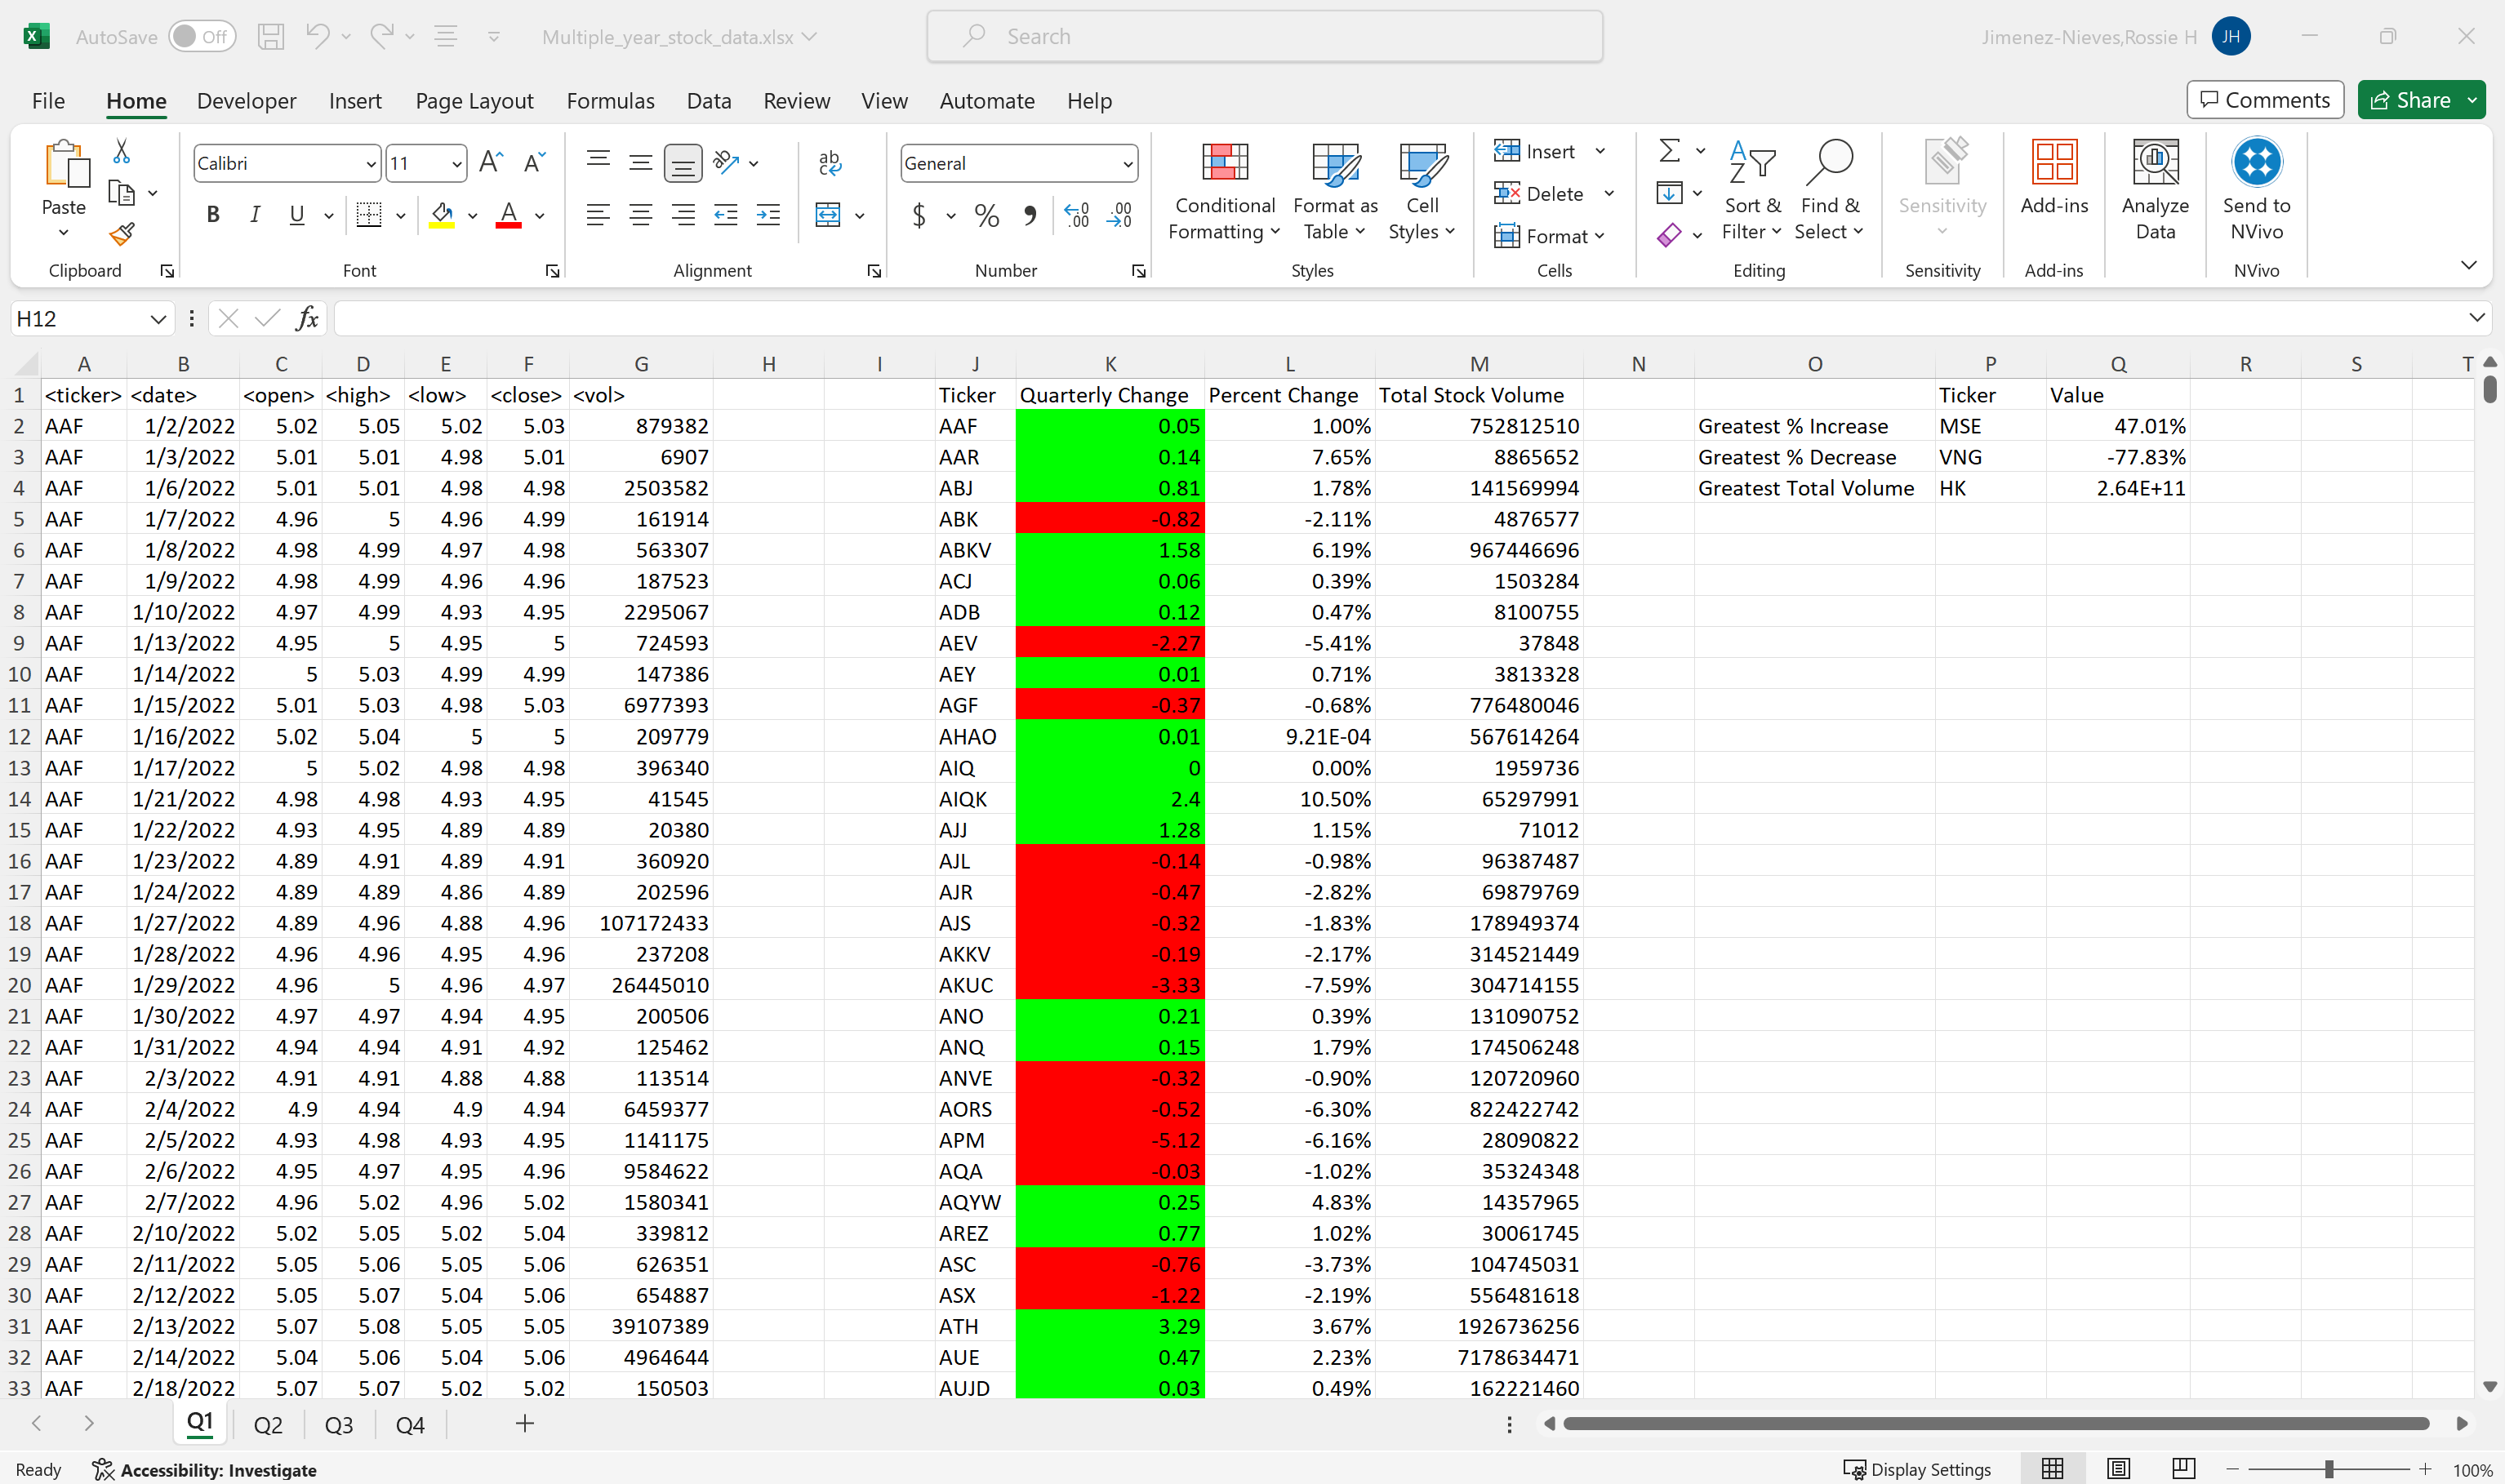 AutoSave Off Multiple_year_stock_data.xlsx Search Jimenez-Nieves,Rossie H JH
File Home Developer Insert Page Layout Formulas Data Review View Automate Help Comments Share
Paste Calibri 11 General Conditional Formatting Format as Table Cell Styles Insert Delete Format Sort & Filter Find & Select Sensitivity Add-ins Analyze Data Send to NVivo
Clipboard Font Alignment Number Styles Cells Editing Sensitivity Add-ins NVivo
H12 fx
A B C D E F G H I J K L M N O P Q R S T
1 <ticker> <date> <open> <high> <low> <close> <vol> Ticker Quarterly Change Percent Change Total Stock Volume Ticker Value
2 AAF 1/2/2022 5.02 5.05 5.02 5.03 879382 AAF 0.05 1.00% 752812510 Greatest % Increase MSE 47.01%
3 AAF 1/3/2022 5.01 5.01 4.98 5.01 6907 AAR 0.14 7.65% 8865652 Greatest % Decrease VNG -77.83%
4 AAF 1/6/2022 5.01 5.01 4.98 4.98 2503582 ABJ 0.81 1.78% 141569994 Greatest Total Volume HK 2.64E+11
5 AAF 1/7/2022 4.96 5 4.96 4.99 161914 ABK -0.82 -2.11% 4876577
6 AAF 1/8/2022 4.98 4.99 4.97 4.98 563307 ABKV 1.58 6.19% 967446696
7 AAF 1/9/2022 4.98 4.99 4.96 4.96 187523 ACJ 0.06 0.39% 1503284
8 AAF 1/10/2022 4.97 4.99 4.93 4.95 2295067 ADB 0.12 0.47% 8100755
9 AAF 1/13/2022 4.95 5 4.95 5 724593 AEV -2.27 -5.41% 37848
10 AAF 1/14/2022 5 5.03 4.99 4.99 147386 AEY 0.01 0.71% 3813328
11 AAF 1/15/2022 5.01 5.03 4.98 5.03 6977393 AGF -0.37 -0.68% 776480046
12 AAF 1/16/2022 5.02 5.04 5 5 209779 AHAO 0.01 9.21E-04 567614264
13 AAF 1/17/2022 5 5.02 4.98 4.98 396340 AIQ 0 0.00% 1959736
14 AAF 1/21/2022 4.98 4.98 4.93 4.95 41545 AIQK 2.4 10.50% 65297991
15 AAF 1/22/2022 4.93 4.95 4.89 4.89 20380 AJJ 1.28 1.15% 71012
16 AAF 1/23/2022 4.89 4.91 4.89 4.91 360920 AJL -0.14 -0.98% 96387487
17 AAF 1/24/2022 4.89 4.89 4.86 4.89 202596 AJR -0.47 -2.82% 69879769
18 AAF 1/27/2022 4.89 4.96 4.88 4.96 107172433 AJS -0.32 -1.83% 178949374
19 AAF 1/28/2022 4.96 4.96 4.95 4.96 237208 AKKV -0.19 -2.17% 314521449
20 AAF 1/29/2022 4.96 5 4.96 4.97 26445010 AKUC -3.33 -7.59% 304714155
21 AAF 1/30/2022 4.97 4.97 4.94 4.95 200506 ANO 0.21 0.39% 131090752
22 AAF 1/31/2022 4.94 4.94 4.91 4.92 125462 ANQ 0.15 1.79% 174506248
23 AAF 2/3/2022 4.91 4.91 4.88 4.88 113514 ANVE -0.32 -0.90% 120720960
24 AAF 2/4/2022 4.9 4.94 4.9 4.94 6459377 AORS -0.52 -6.30% 822422742
25 AAF 2/5/2022 4.93 4.98 4.93 4.95 1141175 APM -5.12 -6.16% 28090822
26 AAF 2/6/2022 4.95 4.97 4.95 4.96 9584622 AQA -0.03 -1.02% 35324348
27 AAF 2/7/2022 4.96 5.02 4.96 5.02 1580341 AQYW 0.25 4.83% 14357965
28 AAF 2/10/2022 5.02 5.05 5.02 5.04 339812 AREZ 0.77 1.02% 30061745
29 AAF 2/11/2022 5.05 5.06 5.05 5.06 626351 ASC -0.76 -3.73% 104745031
30 AAF 2/12/2022 5.05 5.07 5.04 5.06 654887 ASX -1.22 -2.19% 556481618
31 AAF 2/13/2022 5.07 5.08 5.05 5.05 39107389 ATH 3.29 3.67% 1926736256
32 AAF 2/14/2022 5.04 5.06 5.04 5.06 4964644 AUE 0.47 2.23% 7178634471
33 AAF 2/18/2022 5.07 5.07 5.02 5.02 150503 AUJD 0.03 0.49% 162221460
Q1 Q2 Q3 Q4
Ready Accessibility: Investigate Display Settings 100%